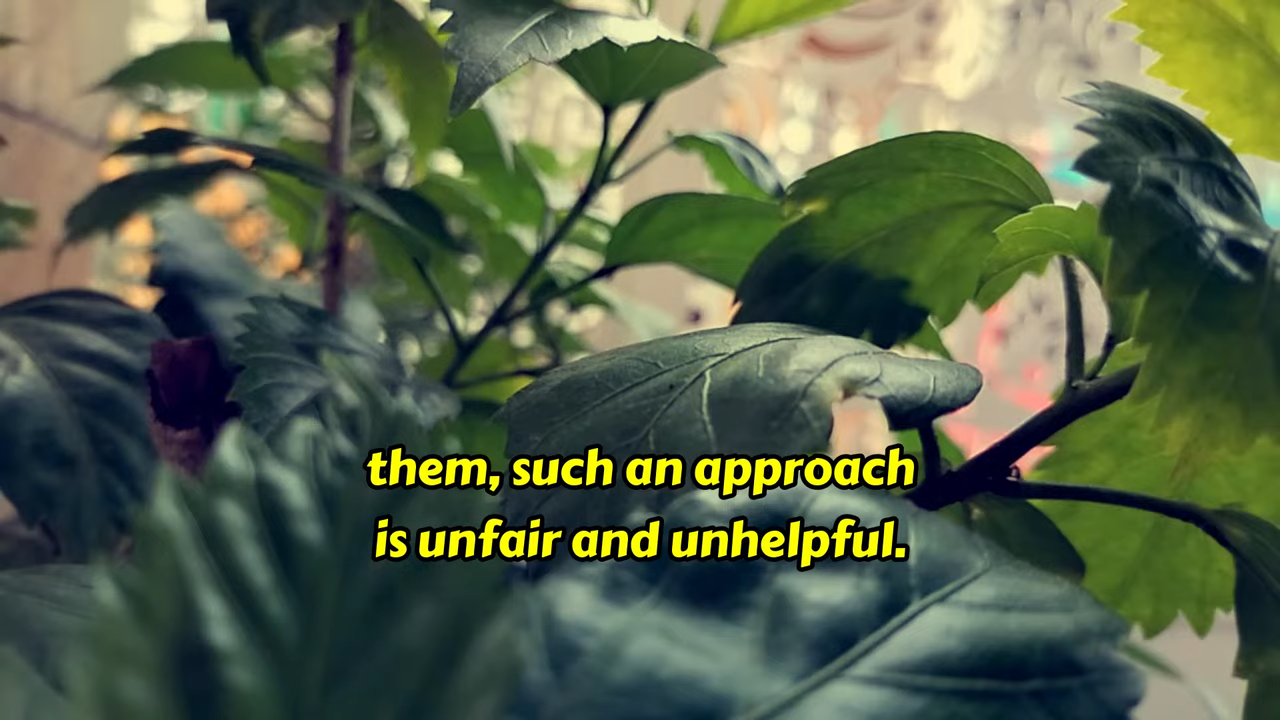 them, such an approach
is unfair and unhelpful.